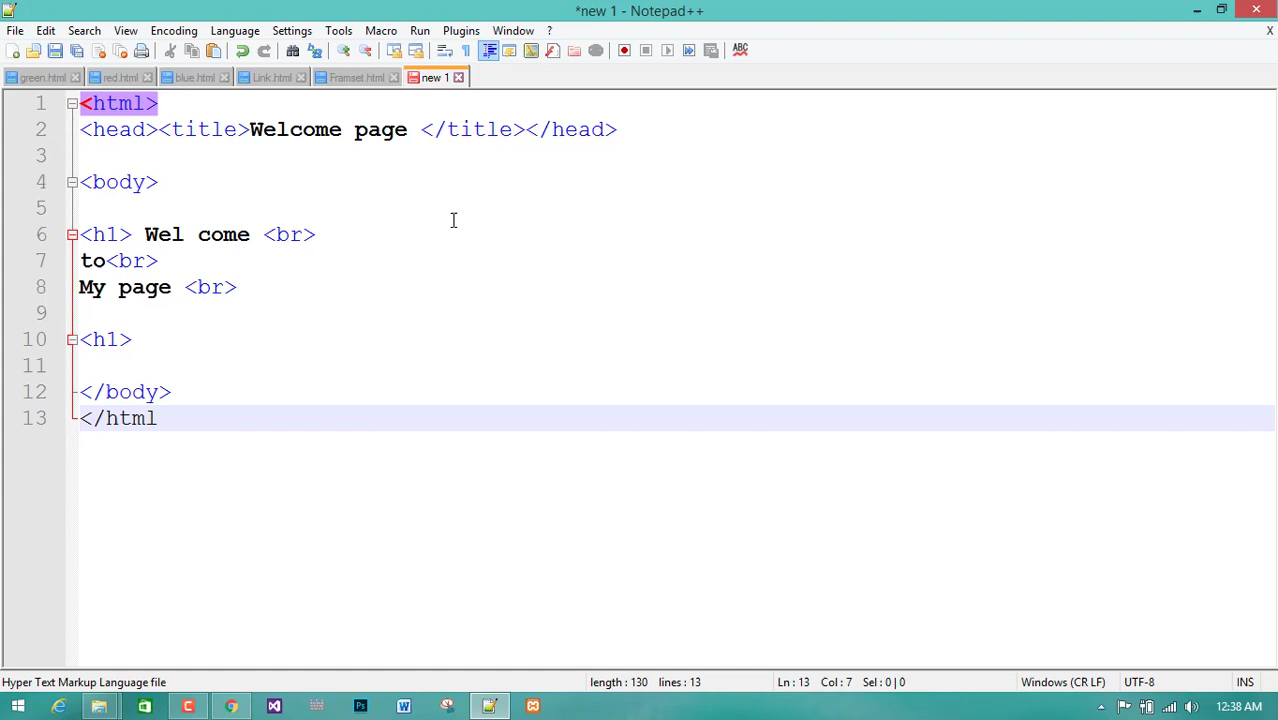 *new 1 - Notepad++
File Edit Search View Encoding Language Settings Tools Macro Run Plugins Window ? X
ABC
green.html red.html blue.html Link.html Framset.html new 1
1 <html>
2 <head><title>Welcome page </title></head>
3
4 <body>
5
6 <h1> Wel come <br>
7 to<br>
8 My page <br>
9
10 <h1>
11
12 </body>
13 </html
Hyper Text Markup Language file length : 130 lines : 13 Ln : 13 Col : 7 Sel : 0 | 0 Windows (CR LF) UTF-8 INS
12:38 AM